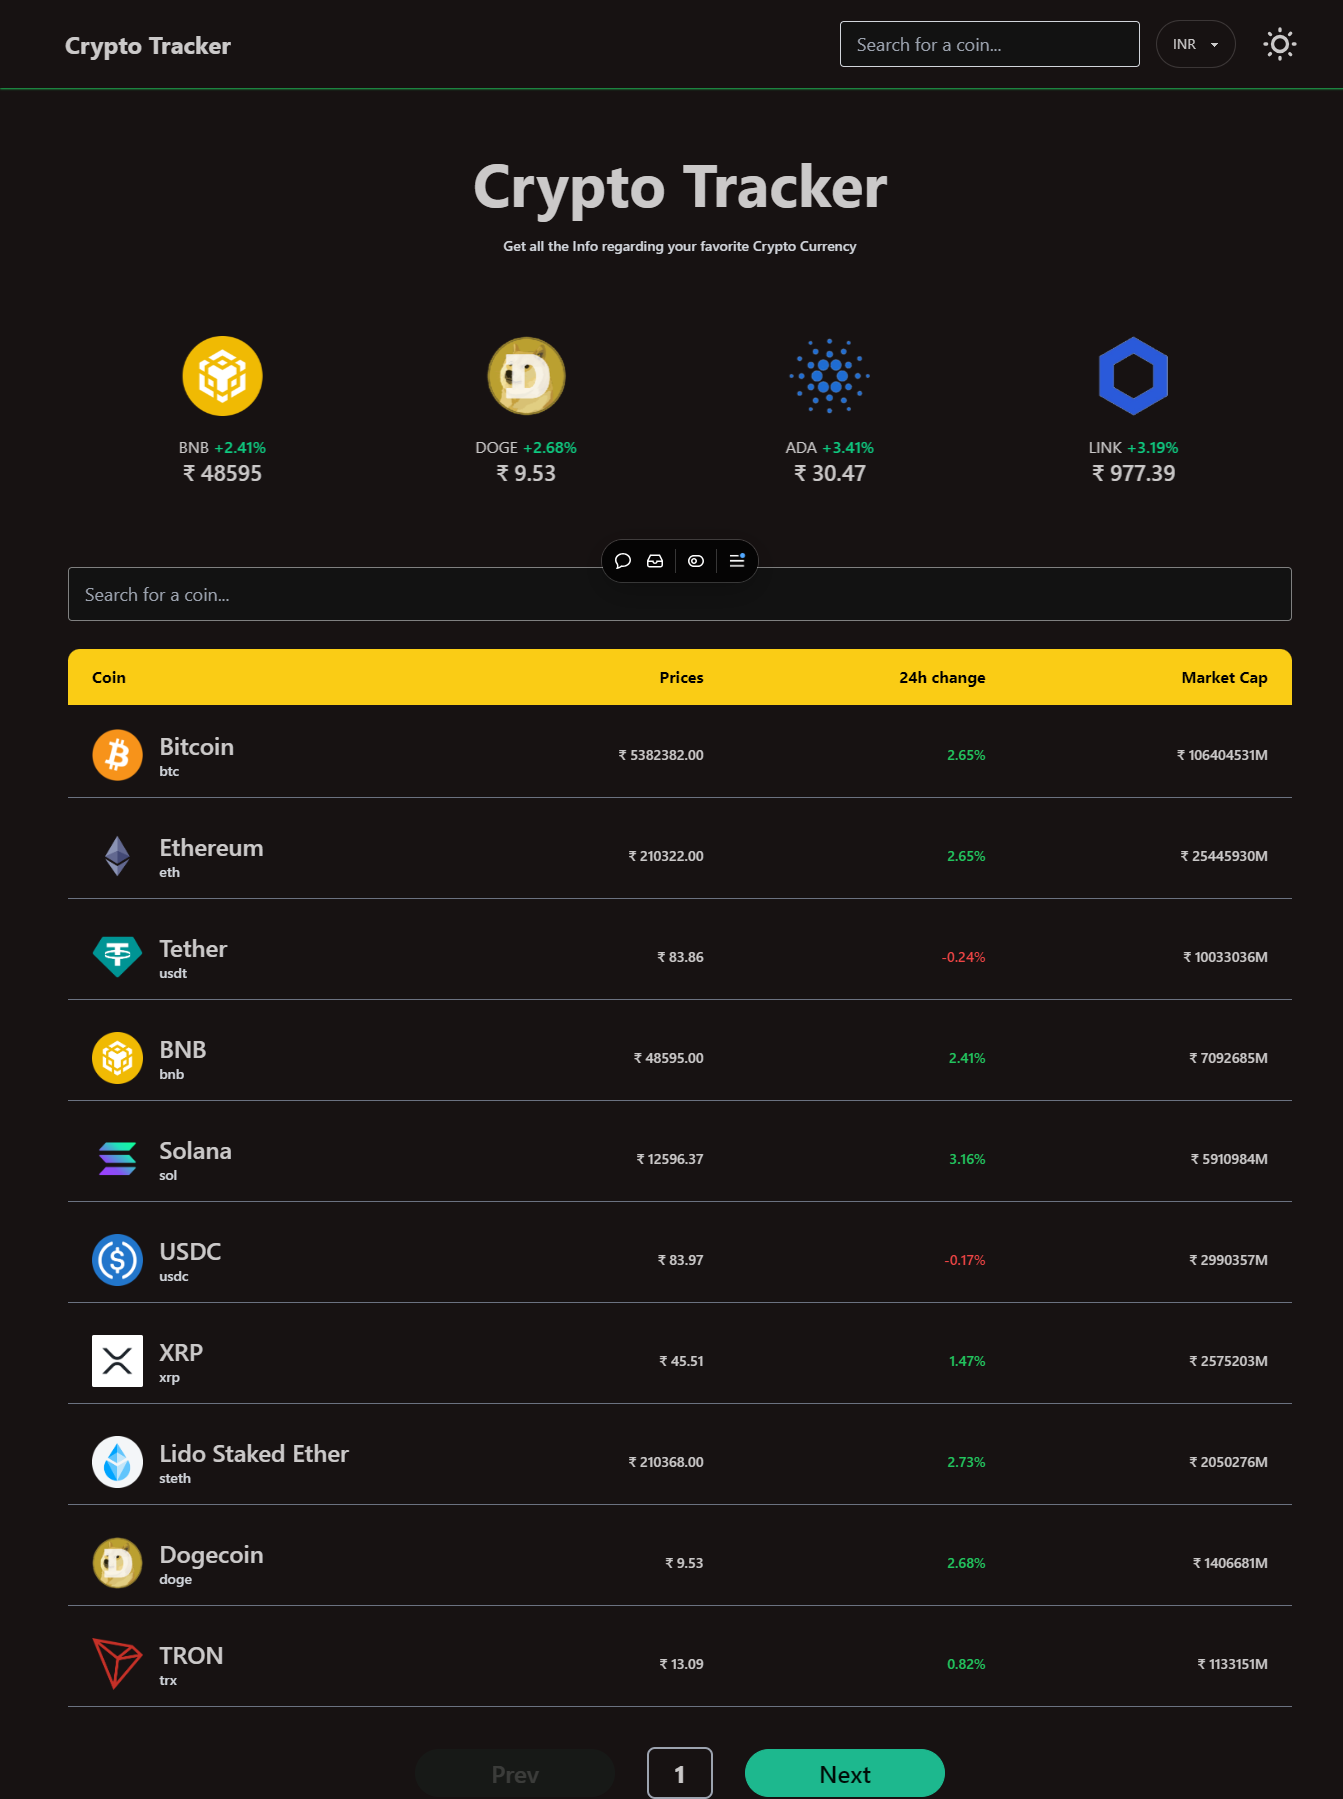 Crypto Tracker
Search for a coin...
INR
Crypto Tracker
Get all the Info regarding your favorite Crypto Currency
BNB +2.41%
₹ 48595
DOGE +2.68%
₹ 9.53
ADA +3.41%
₹ 30.47
LINK +3.19%
₹ 977.39
Search for a coin...
Coin Prices 24h change Market Cap
Bitcoin
btc
₹ 5382382.00 2.65% ₹ 106404531M
Ethereum
eth
₹ 210322.00 2.65% ₹ 25445930M
Tether
usdt
₹ 83.86 -0.24% ₹ 10033036M
BNB
bnb
₹ 48595.00 2.41% ₹ 7092685M
Solana
sol
₹ 12596.37 3.16% ₹ 5910984M
USDC
usdc
₹ 83.97 -0.17% ₹ 2990357M
XRP
xrp
₹ 45.51 1.47% ₹ 2575203M
Lido Staked Ether
steth
₹ 210368.00 2.73% ₹ 2050276M
Dogecoin
doge
₹ 9.53 2.68% ₹ 1406681M
TRON
trx
₹ 13.09 0.82% ₹ 1133151M
Prev 1 Next